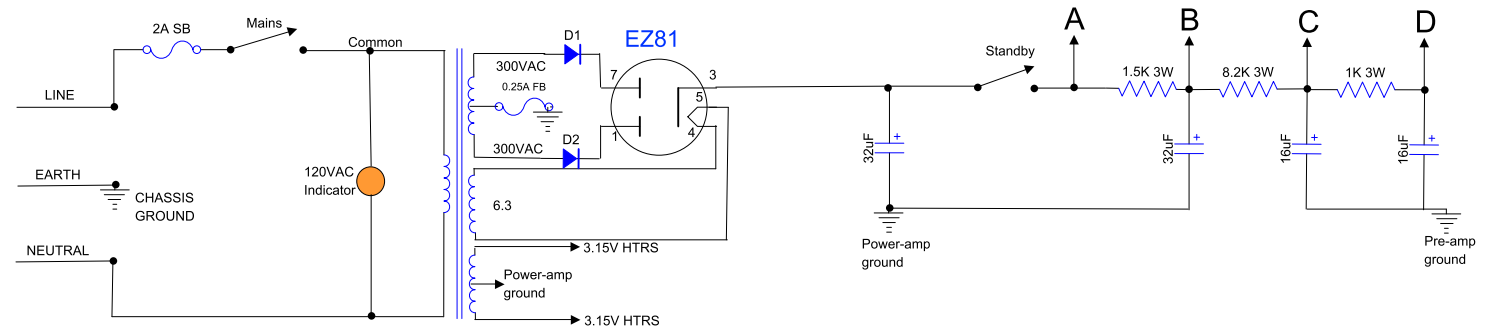 2A SB
Mains
Common
LINE
EARTH
CHASSIS
GROUND
NEUTRAL
120VAC
Indicator
300VAC
0.25A FB
300VAC
D1
D2
EZ81
7
1
3
5
4
6.3
3.15V HTRS
Power-amp
ground
3.15V HTRS
32uF
+
Power-amp
ground
Standby
A
B
C
D
1.5K 3W
8.2K 3W
1K 3W
32uF
+
16uF
+
16uF
+
Pre-amp
ground